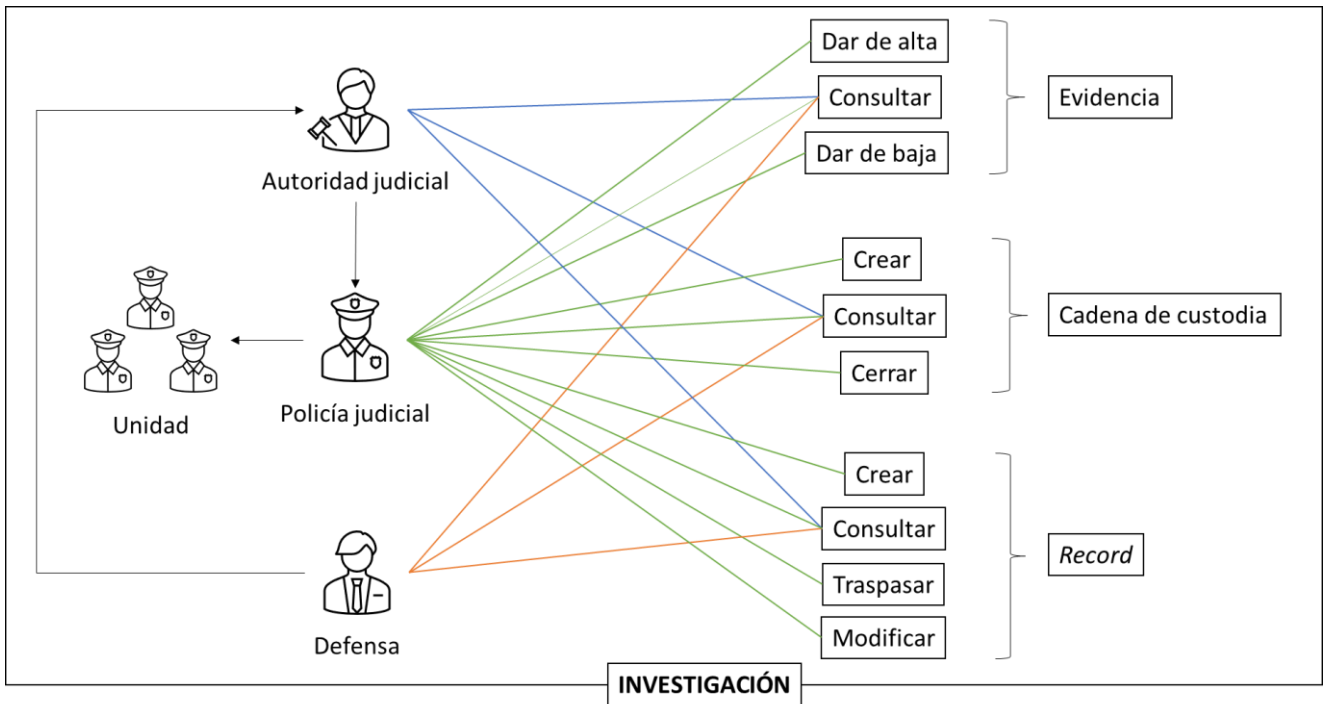 Dar de alta
Consultar
Dar de baja
Evidencia
Autoridad judicial
Crear
Consultar
Cerrar
Cadena de custodia
Unidad
Policía judicial
Crear
Consultar
Traspasar
Modificar
Record
Defensa
INVESTIGACIÓN